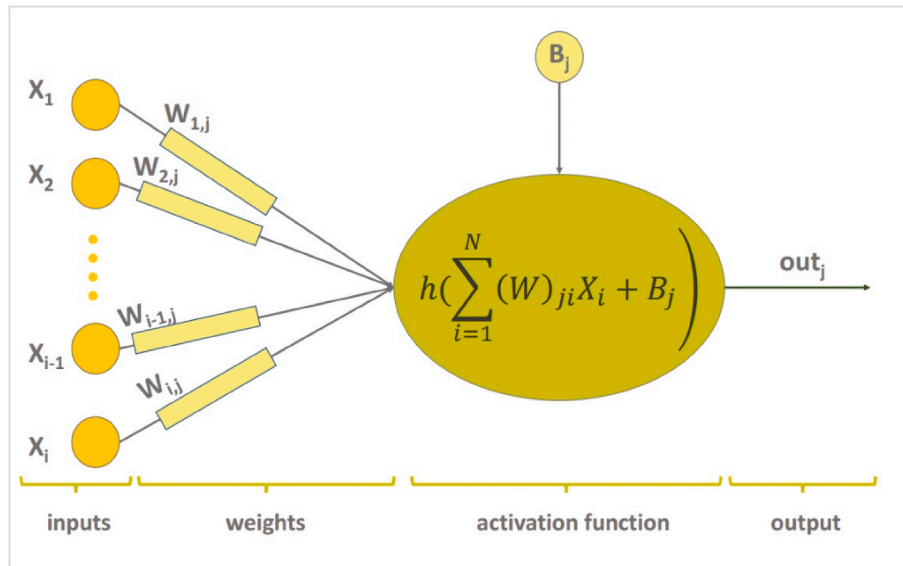 X₁
W₁,ⱼ
X₂
W₂,ⱼ
Xᵢ₋₁
Wᵢ₋₁,ⱼ
Xᵢ
Wᵢ,ⱼ
Bⱼ
h(∑ᵢ₌₁ᴺ (W)ⱼᵢXᵢ + Bⱼ)
outⱼ
inputs weights activation function output